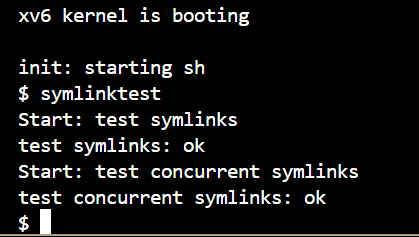 xv6 kernel is booting
init: starting sh
$ symlinktest
Start: test symlinks
test symlinks: ok
Start: test concurrent symlinks
test concurrent symlinks: ok
$